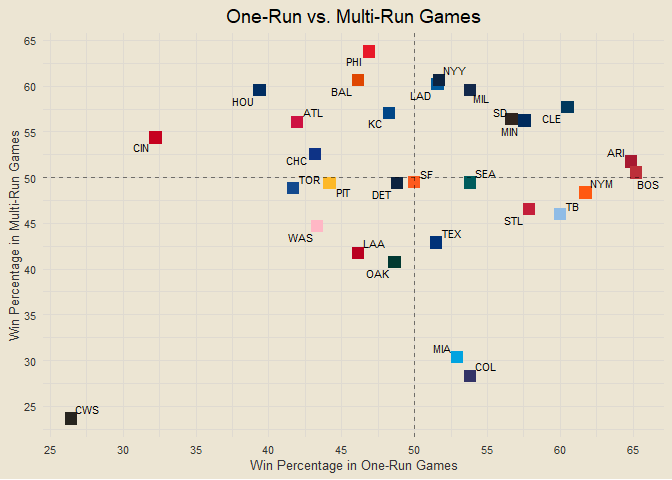 One-Run vs. Multi-Run Games
65
PHI
NYY
60
BAL
LAD
MIL
HOU
ATL
KC
SD
CLE
55
MIN
CIN
CHC
ARI
50
TOR
SF
SEA
NYM
BOS
PIT
DET
TB
STL
45
WAS
LAA
TEX
40
OAK
35
MIA
30
COL
25
CWS
25
30
35
40
45
50
55
60
65
Win Percentage in One-Run Games
Win Percentage in Multi-Run Games